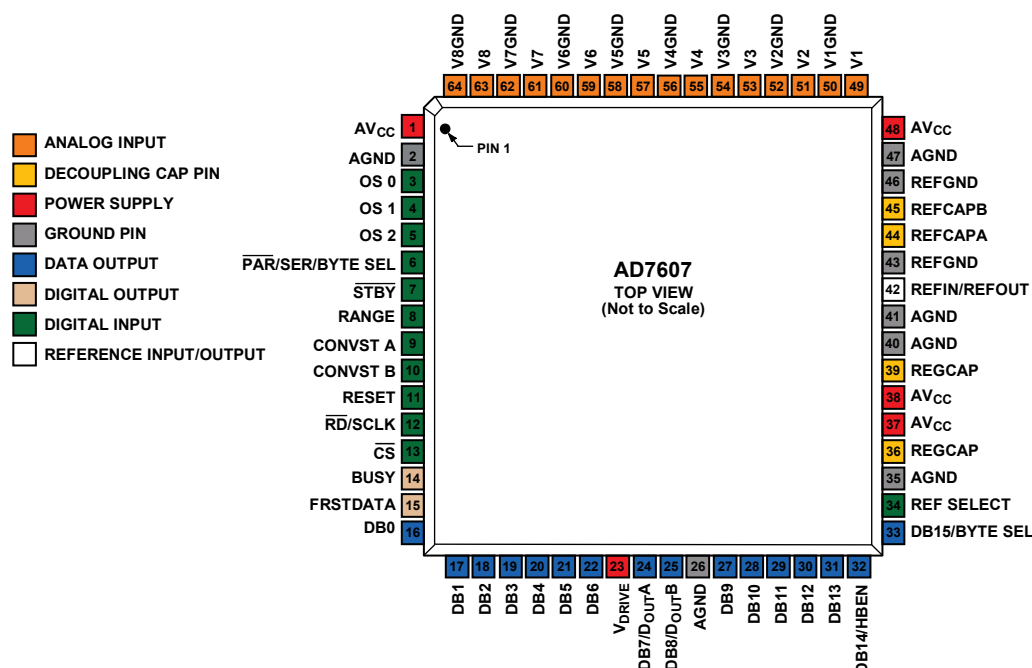 V8GND
V8
V7GND
V7
V6GND
V6
V5GND
V5
V4GND
V4
V3GND
V3
V2GND
V2
V1GND
V1
64 63 62 61 60 59 58 57 56 55 54 53 52 51 50 49
ANALOG INPUT
DECOUPLING CAP PIN
POWER SUPPLY
GROUND PIN
DATA OUTPUT
DIGITAL OUTPUT
DIGITAL INPUT
REFERENCE INPUT/OUTPUT
AVCC 1
AGND 2
OS 0 3
OS 1 4
OS 2 5
PAR/SER/BYTE SEL 6
STBY 7
RANGE 8
CONVST A 9
CONVST B 10
RESET 11
RD/SCLK 12
CS 13
BUSY 14
FRSTDATA 15
DB0 16
PIN 1
AD7607
TOP VIEW
(Not to Scale)
48 AVCC
47 AGND
46 REFGND
45 REFCAPB
44 REFCAPA
43 REFGND
42 REFIN/REFOUT
41 AGND
40 AGND
39 REGCAP
38 AVCC
37 AVCC
36 REGCAP
35 AGND
34 REF SELECT
33 DB15/BYTE SEL
17 18 19 20 21 22 23 24 25 26 27 28 29 30 31 32
DB1
DB2
DB3
DB4
DB5
DB6
VDRIVE
DB7/DOUTA
DB8/DOUTB
AGND
DB9
DB10
DB11
DB12
DB13
DB14/HBEN